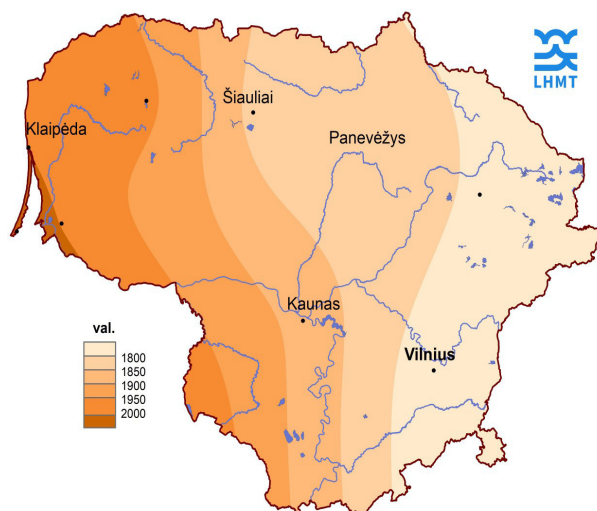 LHMT
Šiauliai
Klaipėda
Panevėžys
Kaunas
Vilnius
val.
1800
1850
1900
1950
2000